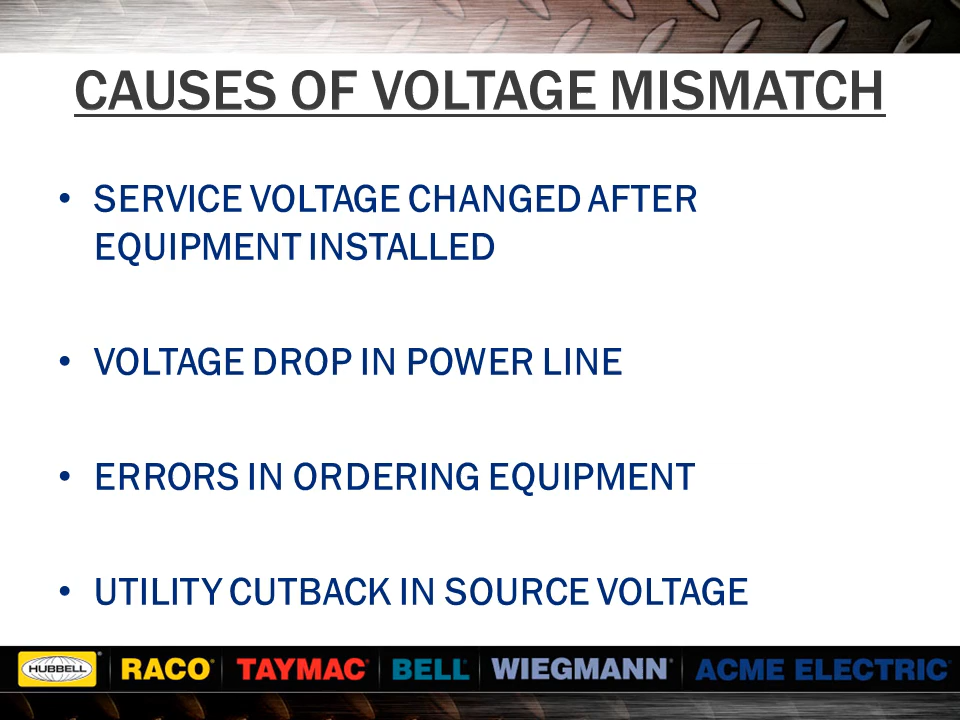 CAUSES OF VOLTAGE MISMATCH
• SERVICE VOLTAGE CHANGED AFTER
EQUIPMENT INSTALLED
• VOLTAGE DROP IN POWER LINE
• ERRORS IN ORDERING EQUIPMENT
• UTILITY CUTBACK IN SOURCE VOLTAGE
HUBBELL® RACO® TAYMAC® BELL® WIEGMANN® ACME ELECTRIC®